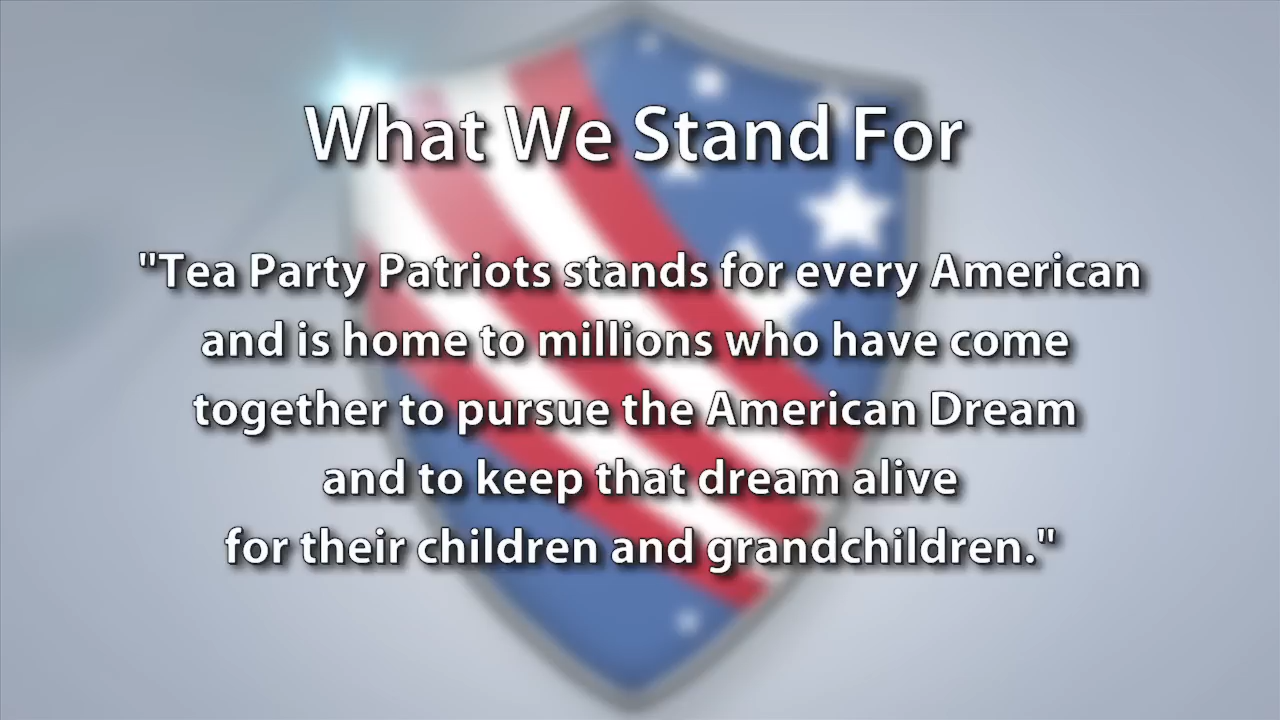 What We Stand For
"Tea Party Patriots stands for every American
and is home to millions who have come
together to pursue the American Dream
and to keep that dream alive
for their children and grandchildren."